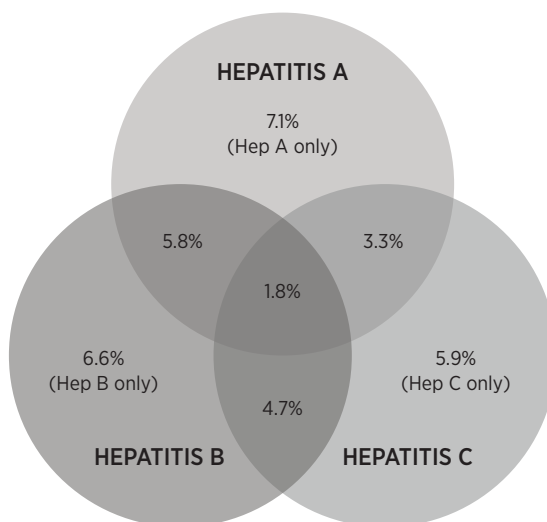 HEPATITIS A
7.1%
(Hep A only)
5.8%
3.3%
1.8%
6.6%
(Hep B only)
5.9%
(Hep C only)
4.7%
HEPATITIS B
HEPATITIS C